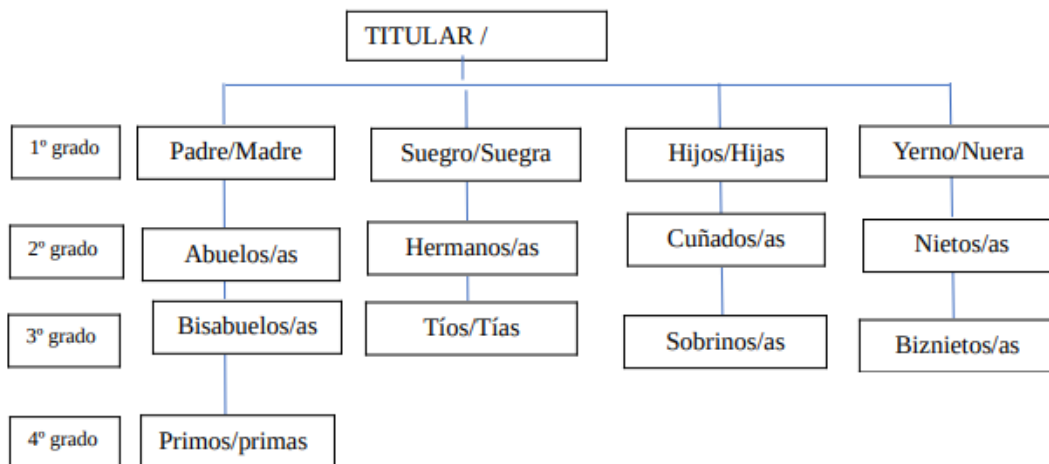 TITULAR /
1º grado
Padre/Madre
Suegro/Suegra
Hijos/Hijas
Yerno/Nuera
2º grado
Abuelos/as
Hermanos/as
Cuñados/as
Nietos/as
3º grado
Bisabuelos/as
Tíos/Tías
Sobrinos/as
Biznietos/as
4º grado
Primos/primas